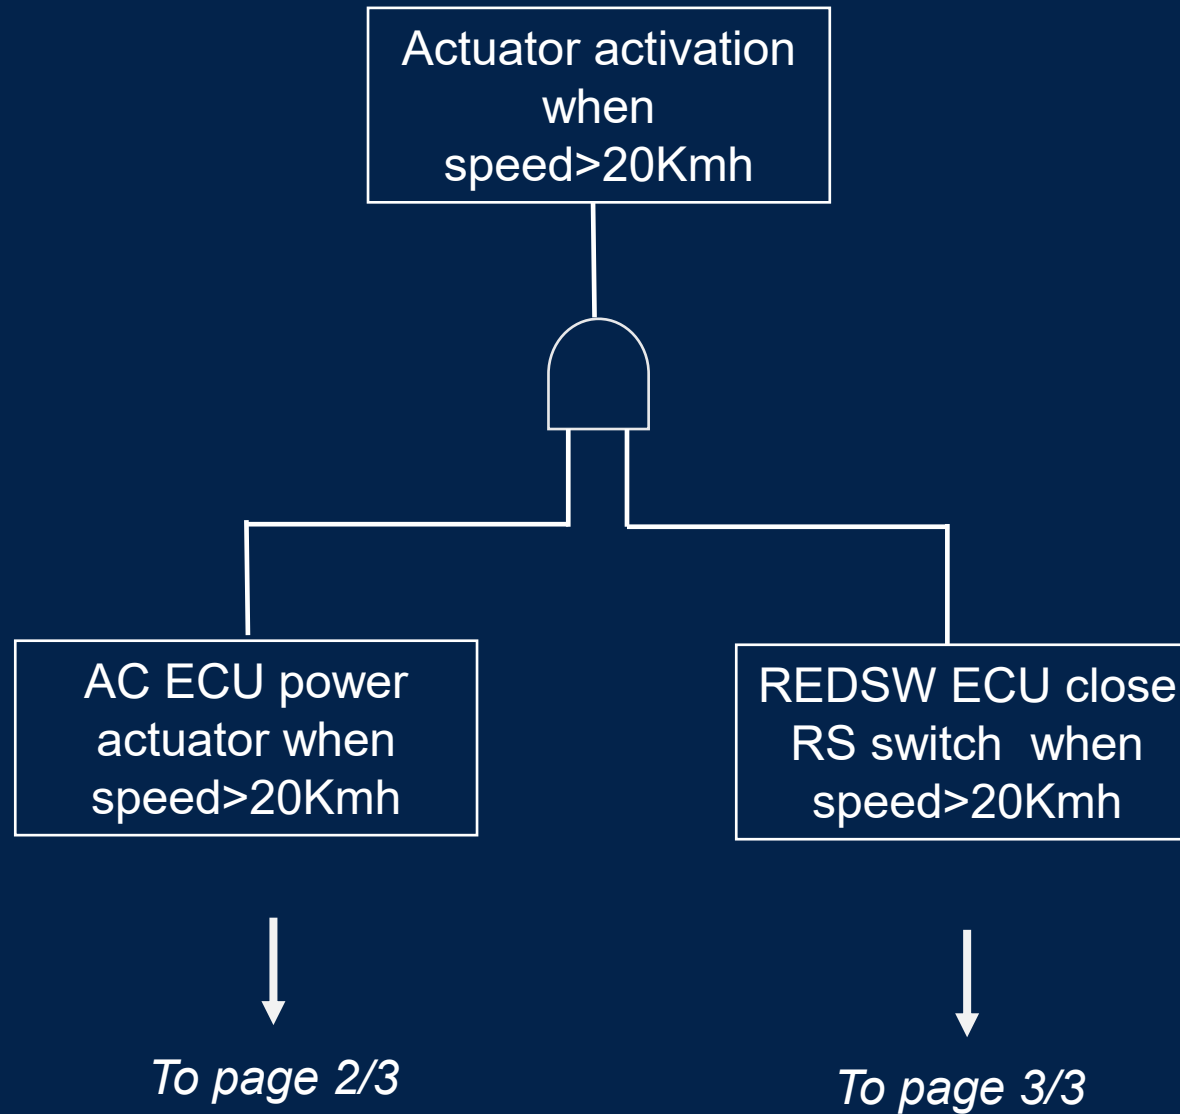 Actuator activation
when
speed>20Kmh
AC ECU power
actuator when
speed>20Kmh
REDSW ECU close
RS switch when
speed>20Kmh
To page 2/3
To page 3/3